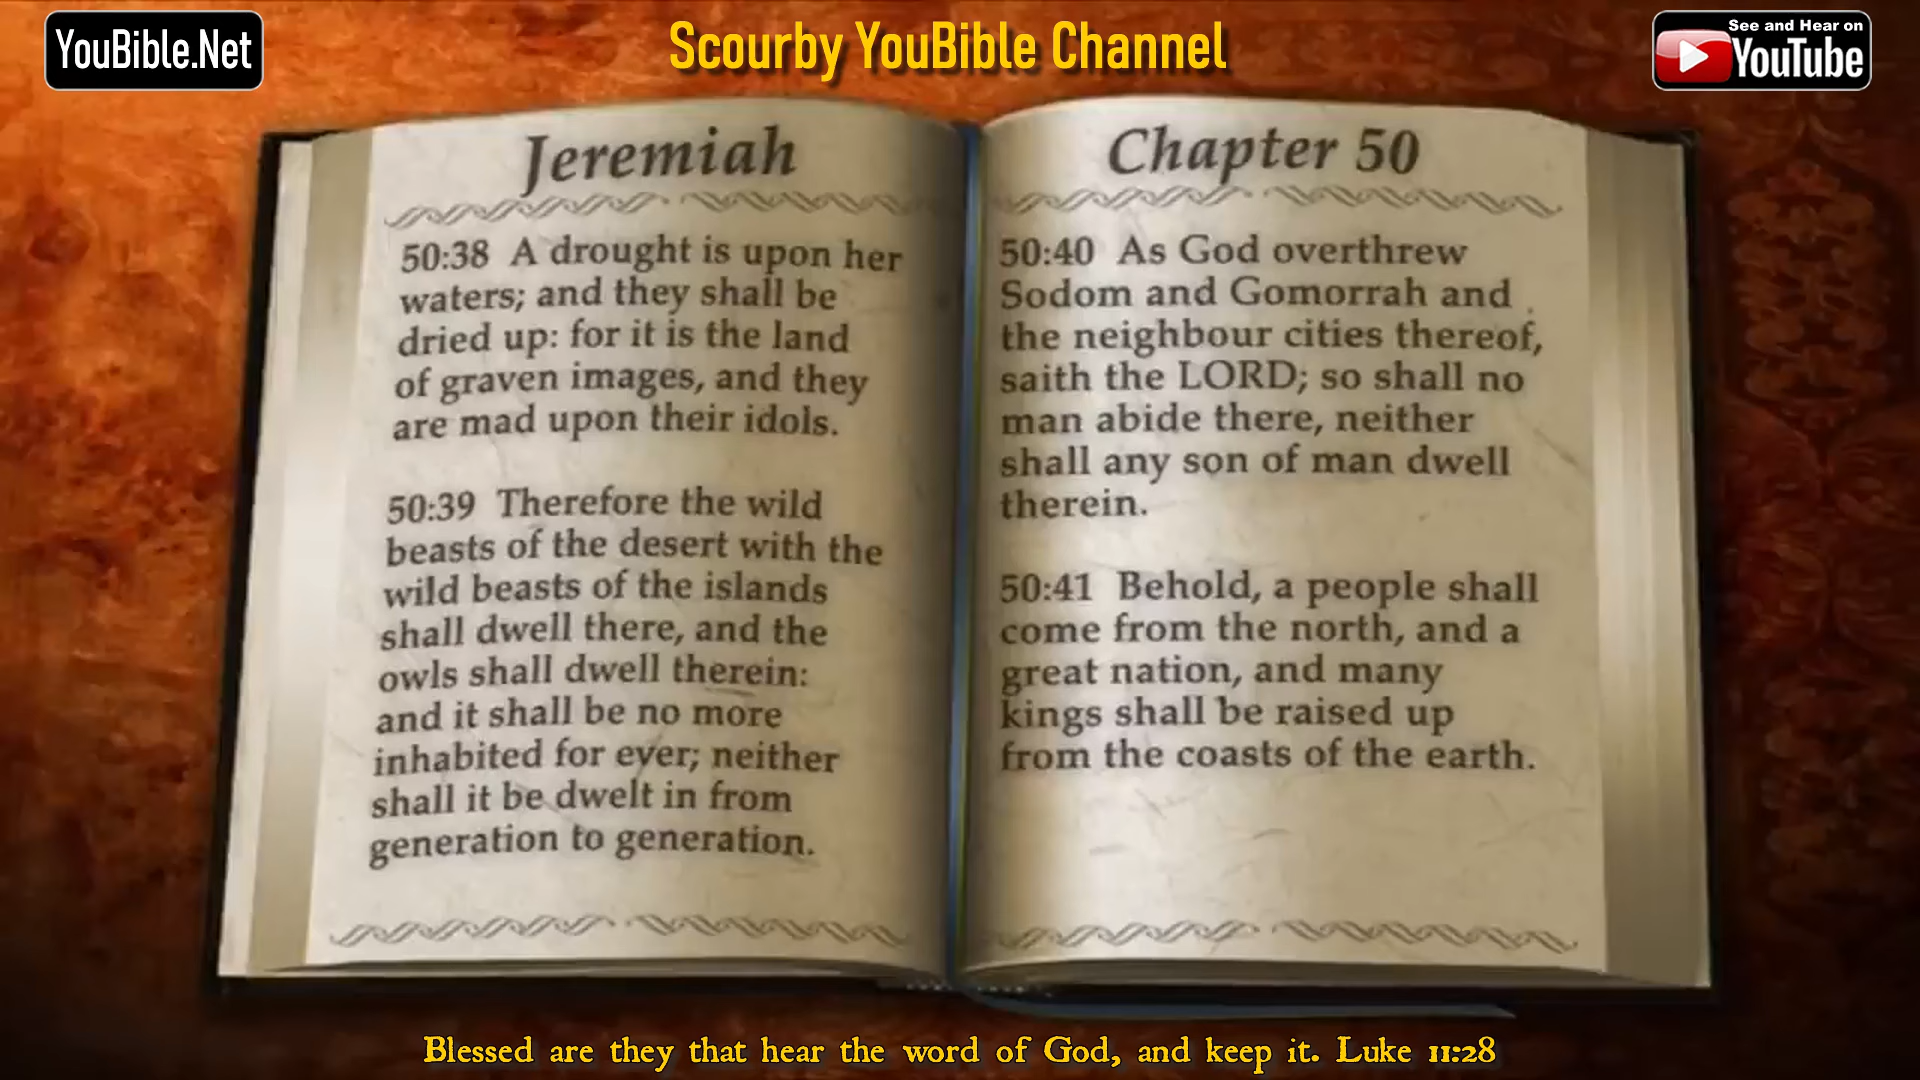 YouBible.Net
Scourby YouBible Channel
See and Hear on
YouTube
Jeremiah
50:38 A drought is upon her
waters; and they shall be
dried up: for it is the land
of graven images, and they
are mad upon their idols.
50:39 Therefore the wild
beasts of the desert with the
wild beasts of the islands
shall dwell there, and the
owls shall dwell therein:
and it shall be no more
inhabited for ever; neither
shall it be dwelt in from
generation to generation.
Chapter 50
50:40 As God overthrew
Sodom and Gomorrah and
the neighbour cities thereof,
saith the LORD; so shall no
man abide there, neither
shall any son of man dwell
therein.
50:41 Behold, a people shall
come from the north, and a
great nation, and many
kings shall be raised up
from the coasts of the earth.
Blessed are they that hear the word of God, and keep it. Luke 11:28